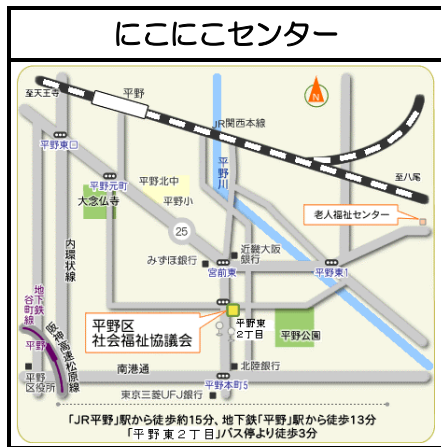 にこにこセンター
至天王寺
平野
N
JR関西本線
平野東口
平野川
平野元町
平野北中
平野小
大念仏寺
至八尾
老人福祉センター
25
内環状線
みずほ銀行
近畿大阪
銀行
宮前東
平野東1
地下鉄
谷町線
阪神高速松原線
平野区
社会福祉協議会
平野東
2丁目
平野公園
平野
平野
区役所
南港通
北陸銀行
平野本町5
東京三菱UFJ銀行
「JR平野」駅から徒歩約15分、地下鉄「平野」駅から徒歩13分
「平野東2丁目」バス停より徒歩3分